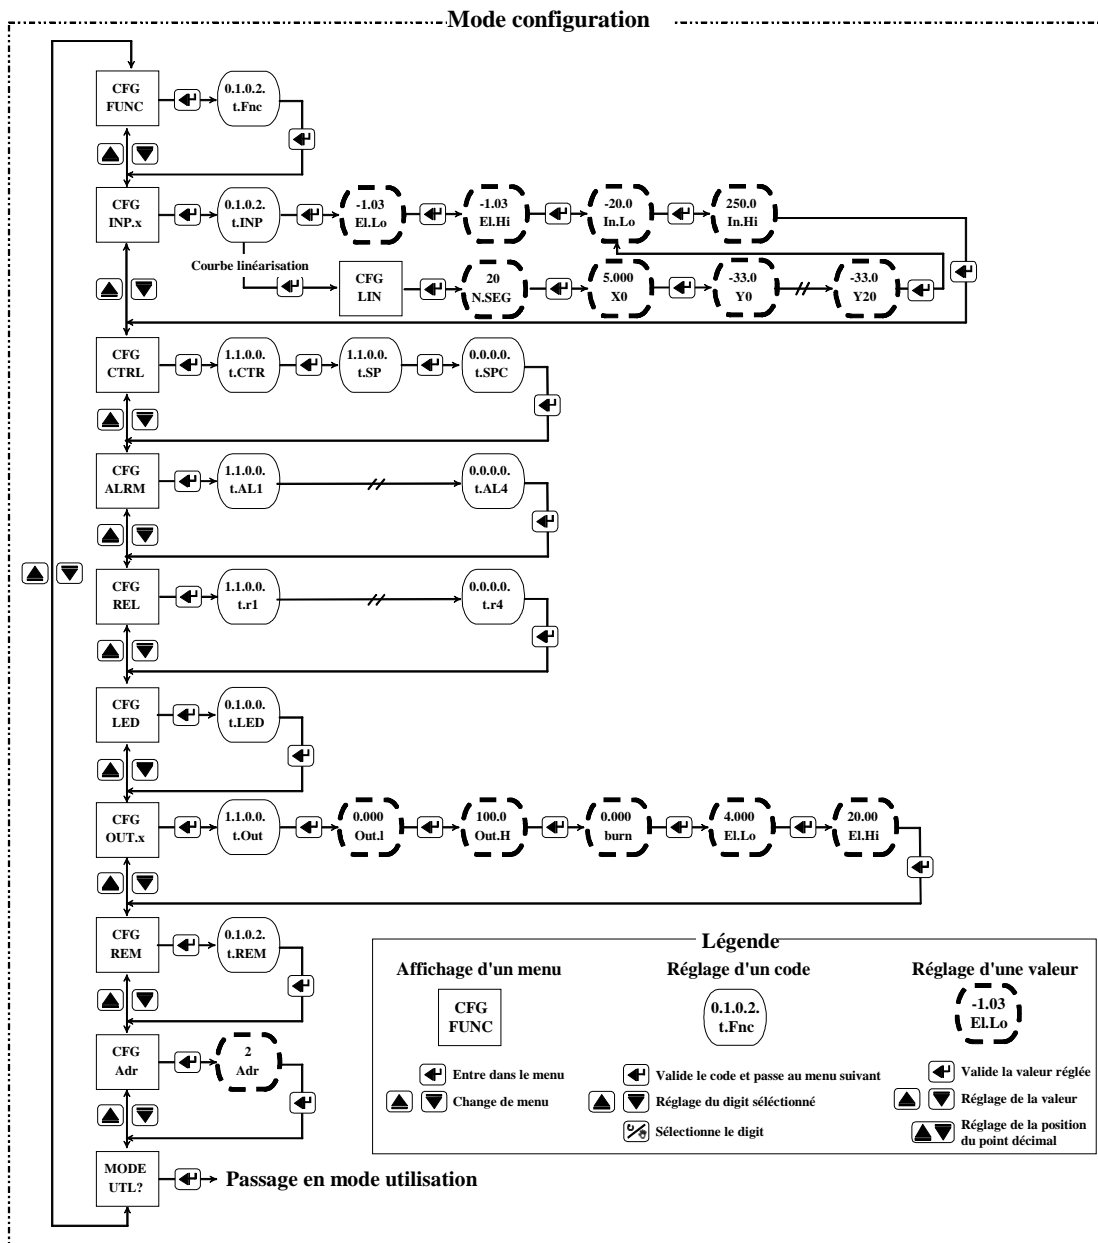 Mode configuration
CFG
FUNC
0.1.0.2.
t.Fnc
CFG
INP.x
0.1.0.2.
t.INP
-1.03
El.Lo
-1.03
El.Hi
-20.0
In.Lo
250.0
In.Hi
Courbe linéarisation
CFG
LIN
20
N.SEG
5.000
X0
-33.0
Y0
-33.0
Y20
CFG
CTRL
1.1.0.0.
t.CTR
1.1.0.0.
t.SP
0.0.0.0.
t.SPC
CFG
ALRM
1.1.0.0.
t.AL1
0.0.0.0.
t.AL4
CFG
REL
1.1.0.0.
t.r1
0.0.0.0.
t.r4
CFG
LED
0.1.0.0.
t.LED
CFG
OUT.x
1.1.0.0.
t.Out
0.000
Out.l
100.0
Out.H
0.000
burn
4.000
El.Lo
20.00
El.Hi
CFG
REM
0.1.0.2.
t.REM
CFG
Adr
2
Adr
MODE
UTL?
Passage en mode utilisation
Légende
Affichage d'un menu
CFG
FUNC
Entre dans le menu
Change de menu
Réglage d'un code
0.1.0.2.
t.Fnc
Valide le code et passe au menu suivant
Réglage du digit séléctionné
Sélectionne le digit
Réglage d'une valeur
-1.03
El.Lo
Valide la valeur réglée
Réglage de la valeur
Réglage de la position
du point décimal